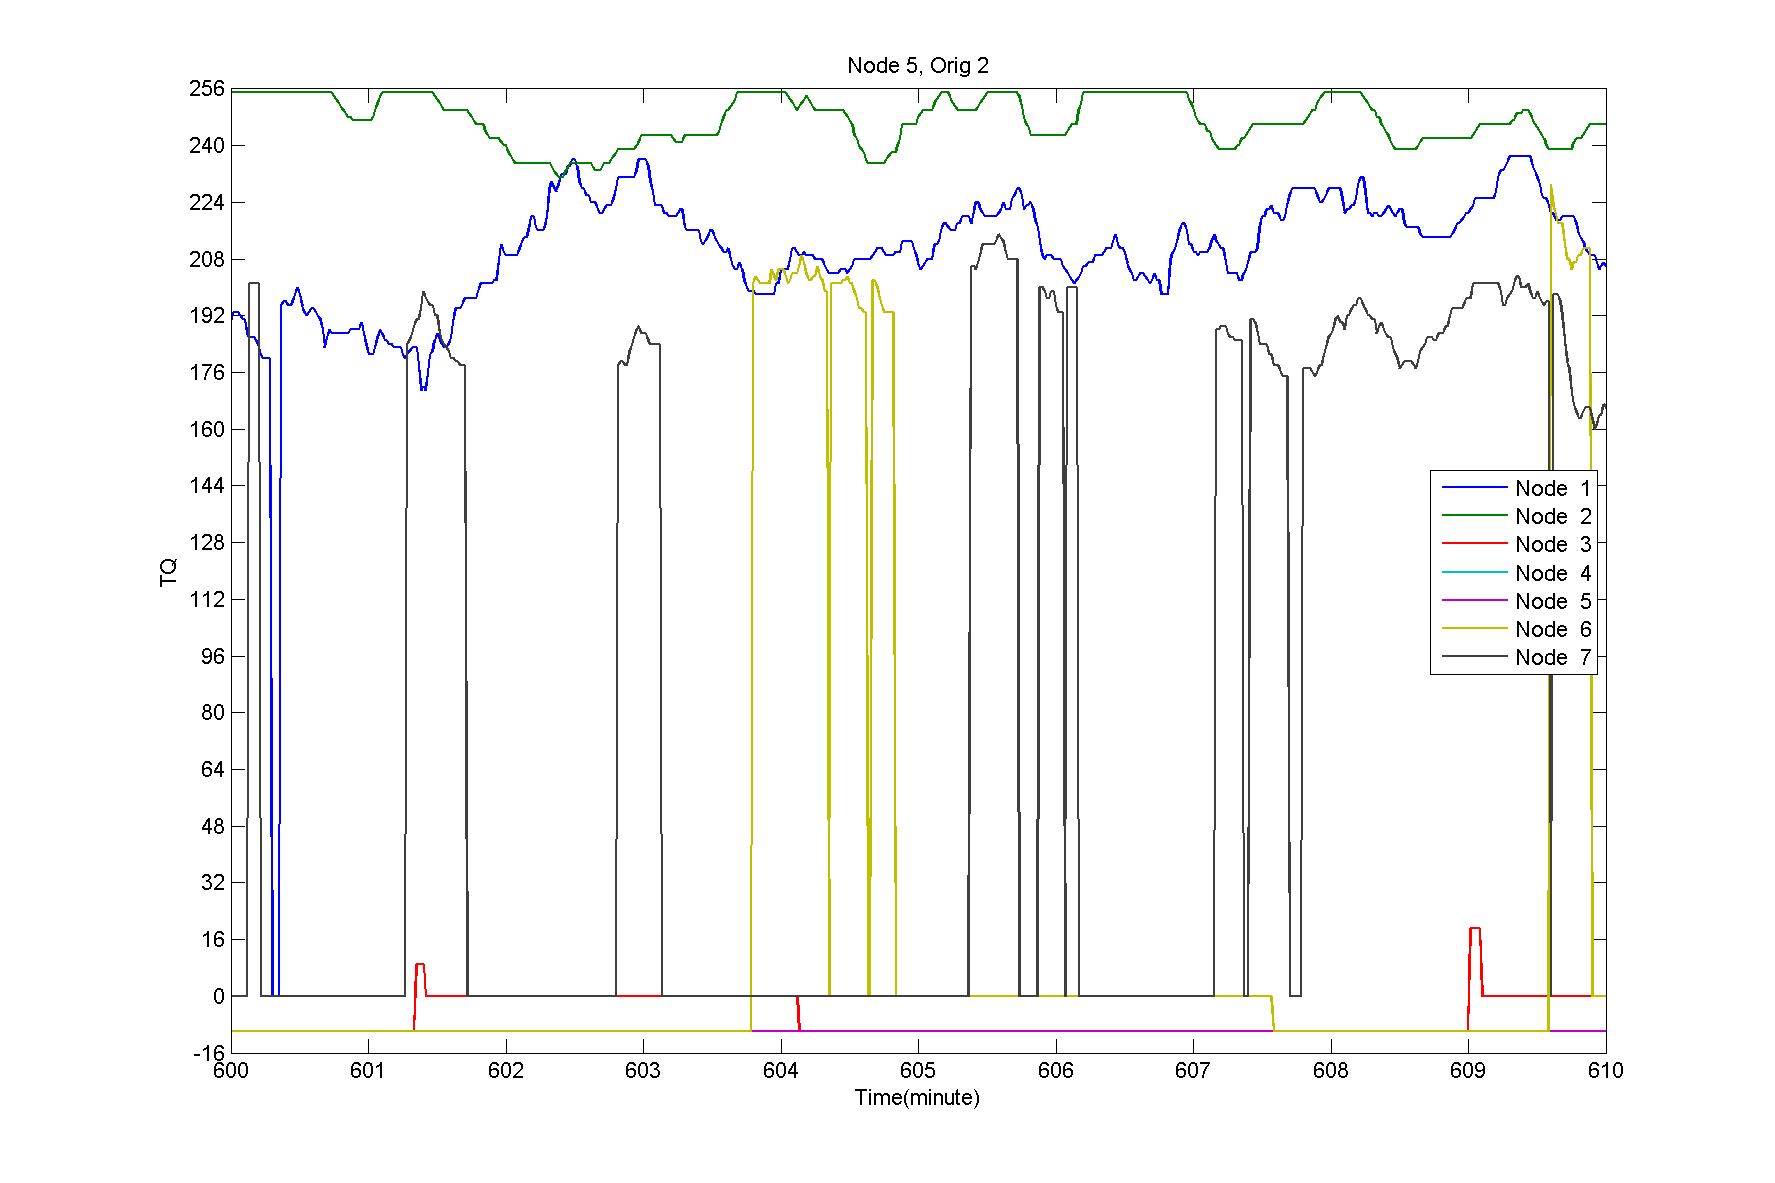 Node 5, Orig 2
256
240
224
208
192
176
160
144
128
112
96
80
64
48
32
16
0
-16
TQ
600 601 602 603 604 605 606 607 608 609 610
Time(minute)
Node 1
Node 2
Node 3
Node 4
Node 5
Node 6
Node 7